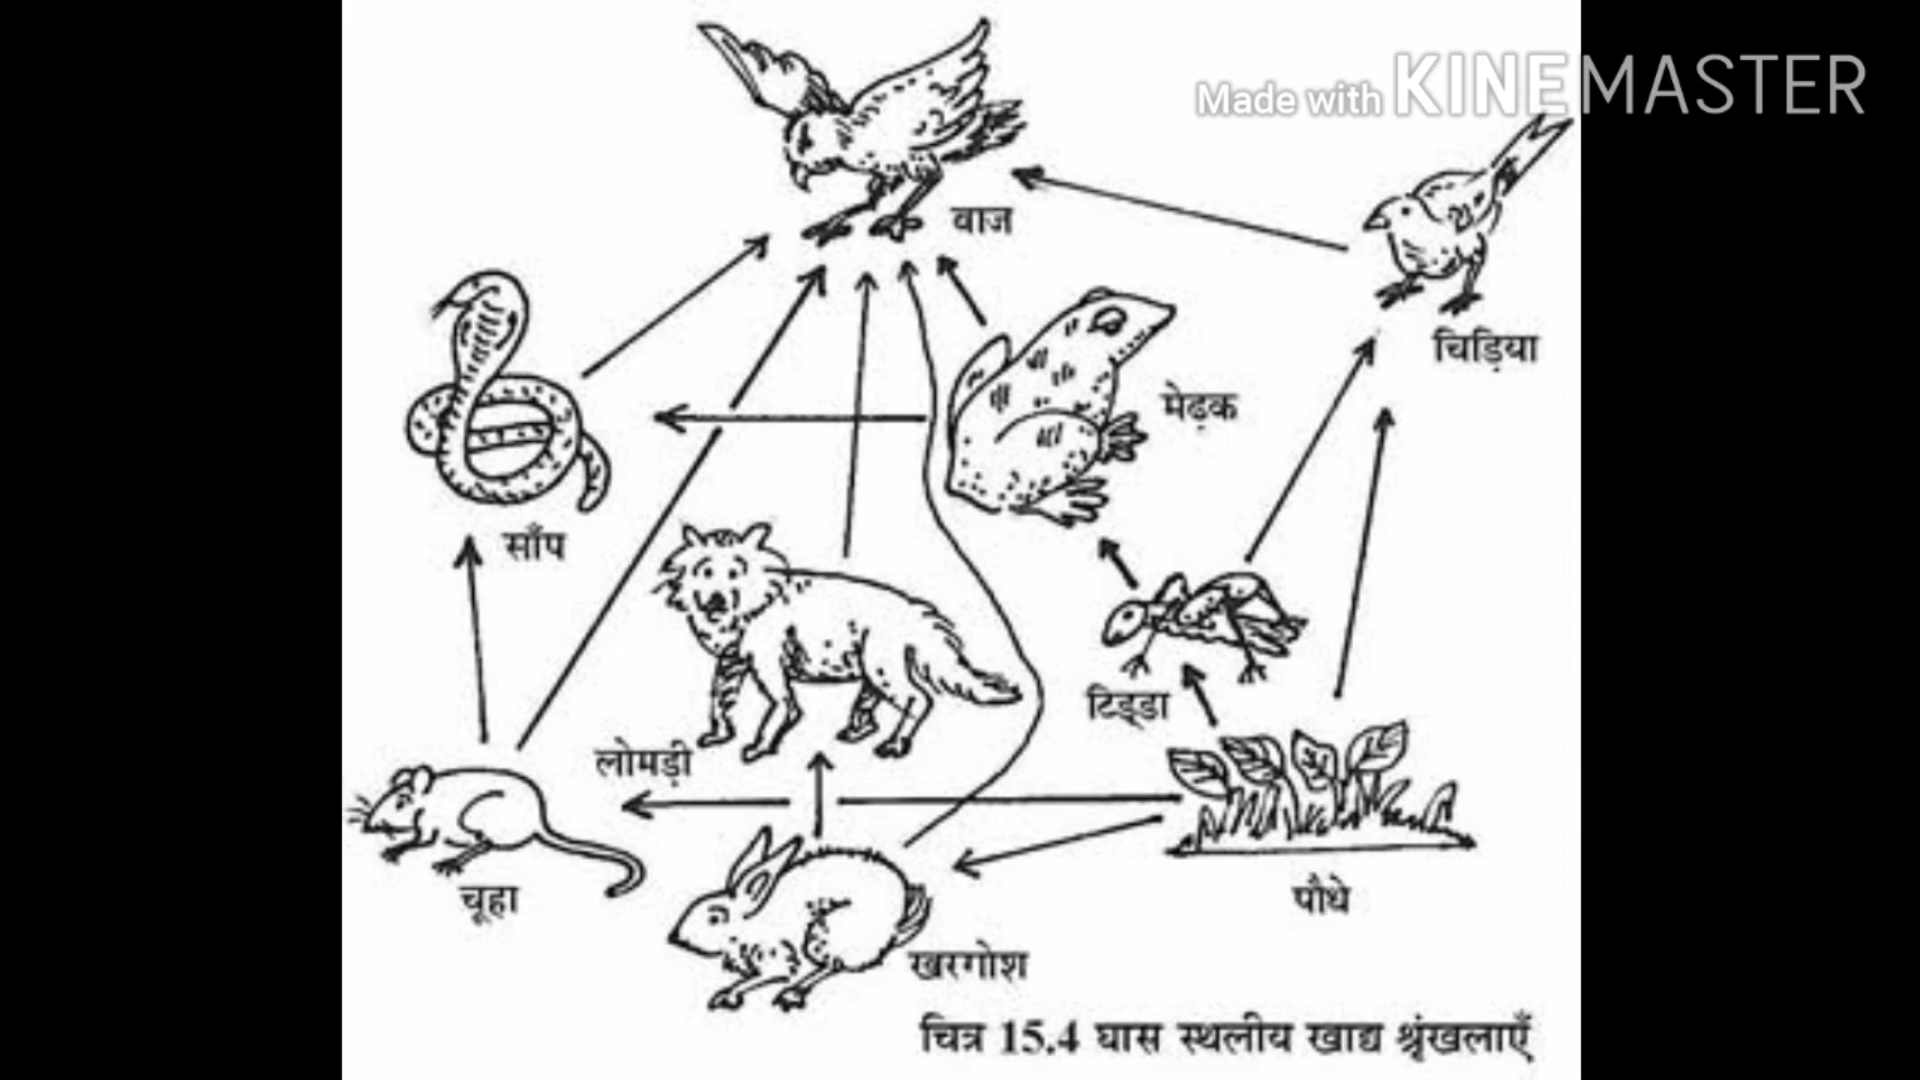 Made with KINEMASTER
वाज
चिड़िया
मेढ़क
साँप
टिड्डा
लोमड़ी
चूहा
पौधे
खरगोश
चित्र 15.4 घास स्थलीय खाद्य श्रृंखलाएँ